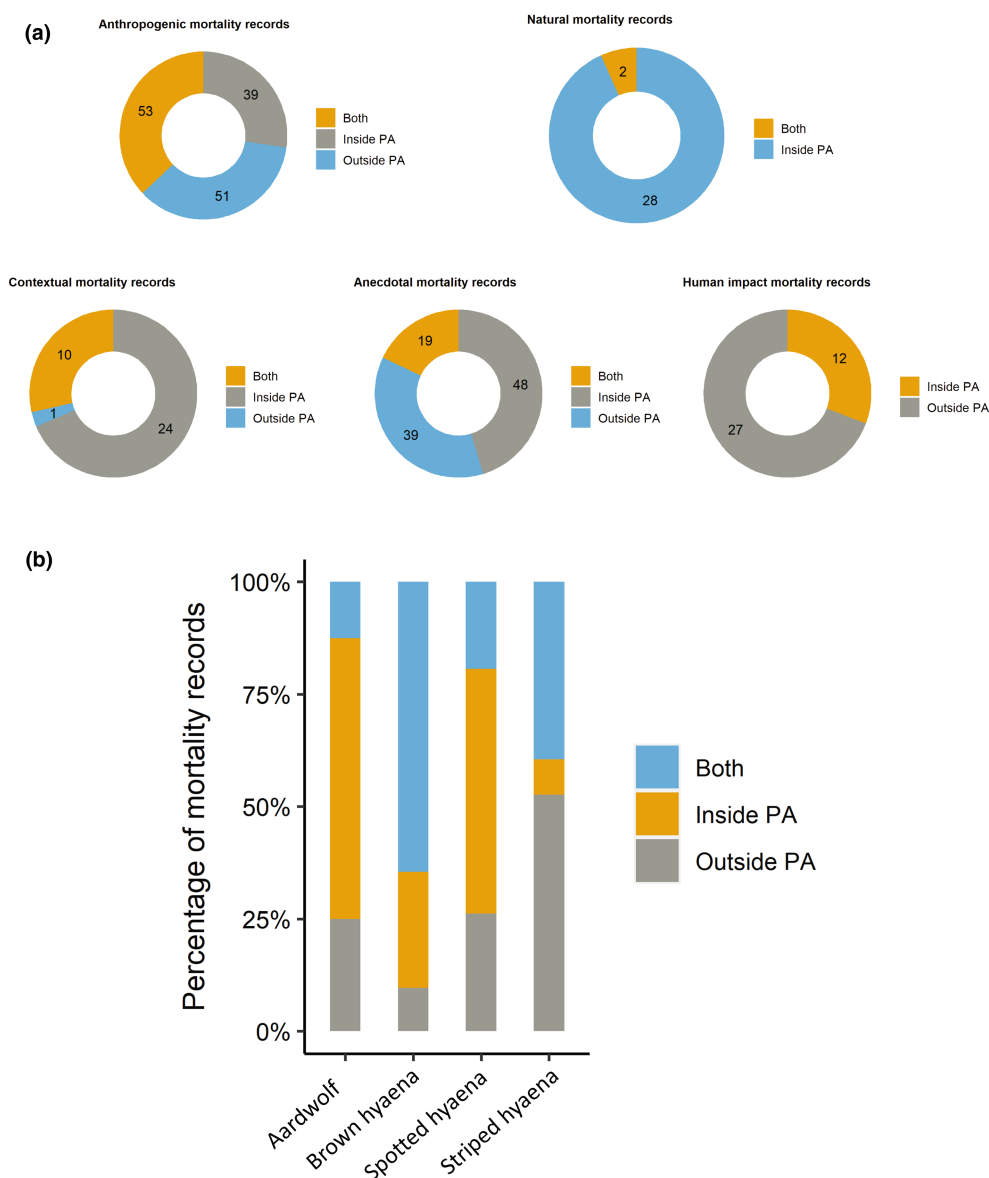 (a)
Anthropogenic mortality records
53
39
51
Both
Inside PA
Outside PA
Natural mortality records
2
28
Both
Inside PA
Contextual mortality records
10
1
24
Both
Inside PA
Outside PA
Anecdotal mortality records
19
48
39
Both
Inside PA
Outside PA
Human impact mortality records
12
27
Inside PA
Outside PA
(b)
Percentage of mortality records
100%
75%
50%
25%
0%
Aardwolf
Brown hyaena
Spotted hyaena
Striped hyaena
Both
Inside PA
Outside PA